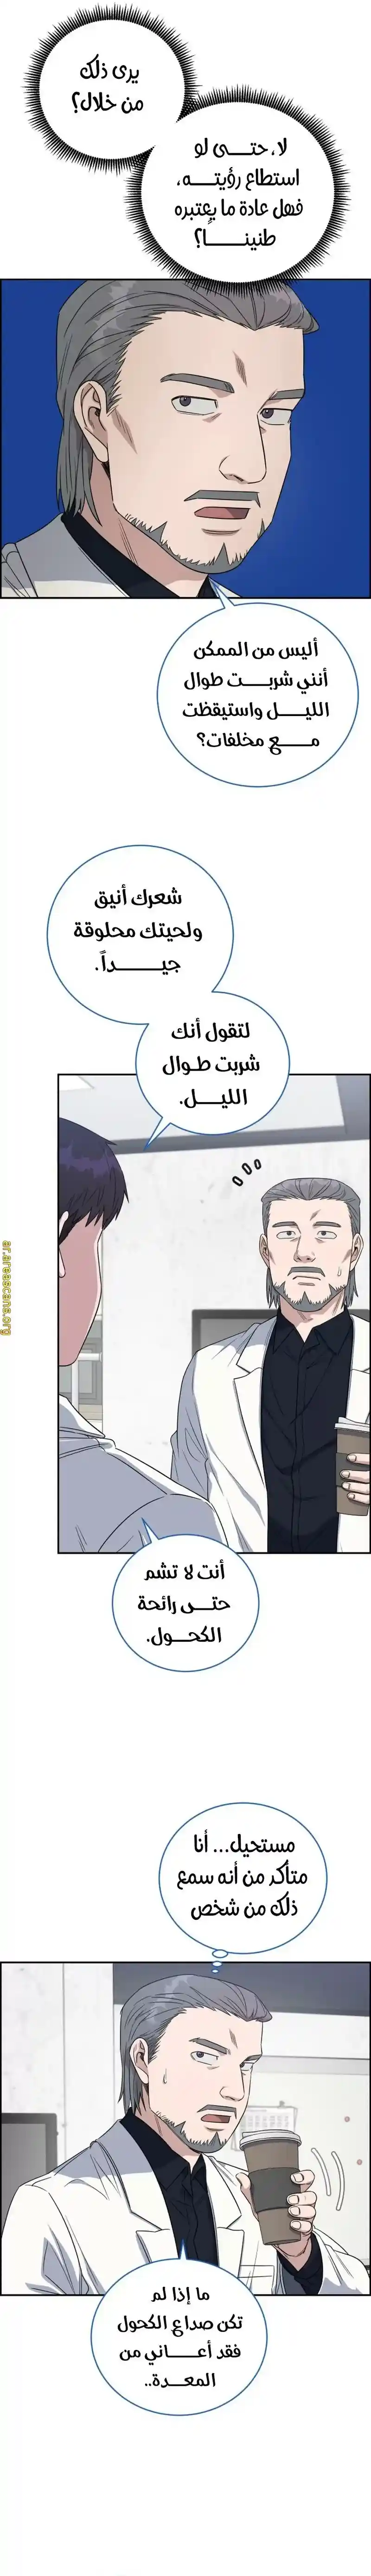 يرى ذلك
من خلال؟
لا، حتى لو
استطاع رؤيته،
فهل عادة ما يعتبره
طنيناً؟
أليس من الممكن
أنني شربت طوال
الليل واستيقظت
مع مخلفات؟
شعرك أنيق
ولحيتك محلوقة
جيداً.
لتقول أنك
شربت طوال
الليل.
ar.areascans.org
أنت لا تشم
حتى رائحة
الكحول.
مستحيل... أنا
متأكد من أنه سمع
ذلك من شخص
ما إذا لم
تكن صداع الكحول
فقد أعاني من
المعدة..